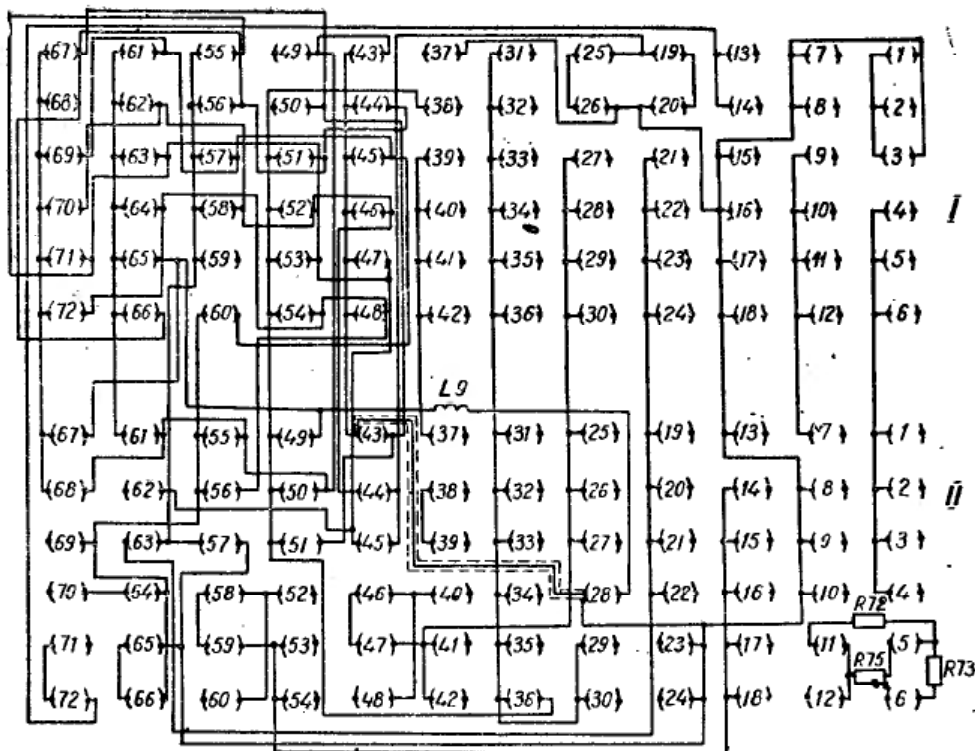 67 61 55 49 43 37 31 25 19 13 7 1
68 62 56 50 44 38 32 26 20 14 8 2
69 63 57 51 45 39 33 27 21 15 9 3
70 64 58 52 46 40 34 28 22 16 10 4 I
71 65 59 53 47 41 35 29 23 17 11 5
72 66 60 54 48 42 36 30 24 18 12 6
L9
67 61 55 49 43 37 31 25 19 13 7 1
68 62 56 50 44 38 32 26 20 14 8 2 II
69 63 57 51 45 39 33 27 21 15 9 3
70 64 58 52 46 40 34 28 22 16 10 4
R72
71 65 59 53 47 41 35 29 23 17 11 R75 5 R73
72 66 60 54 48 42 36 30 24 18 12 6